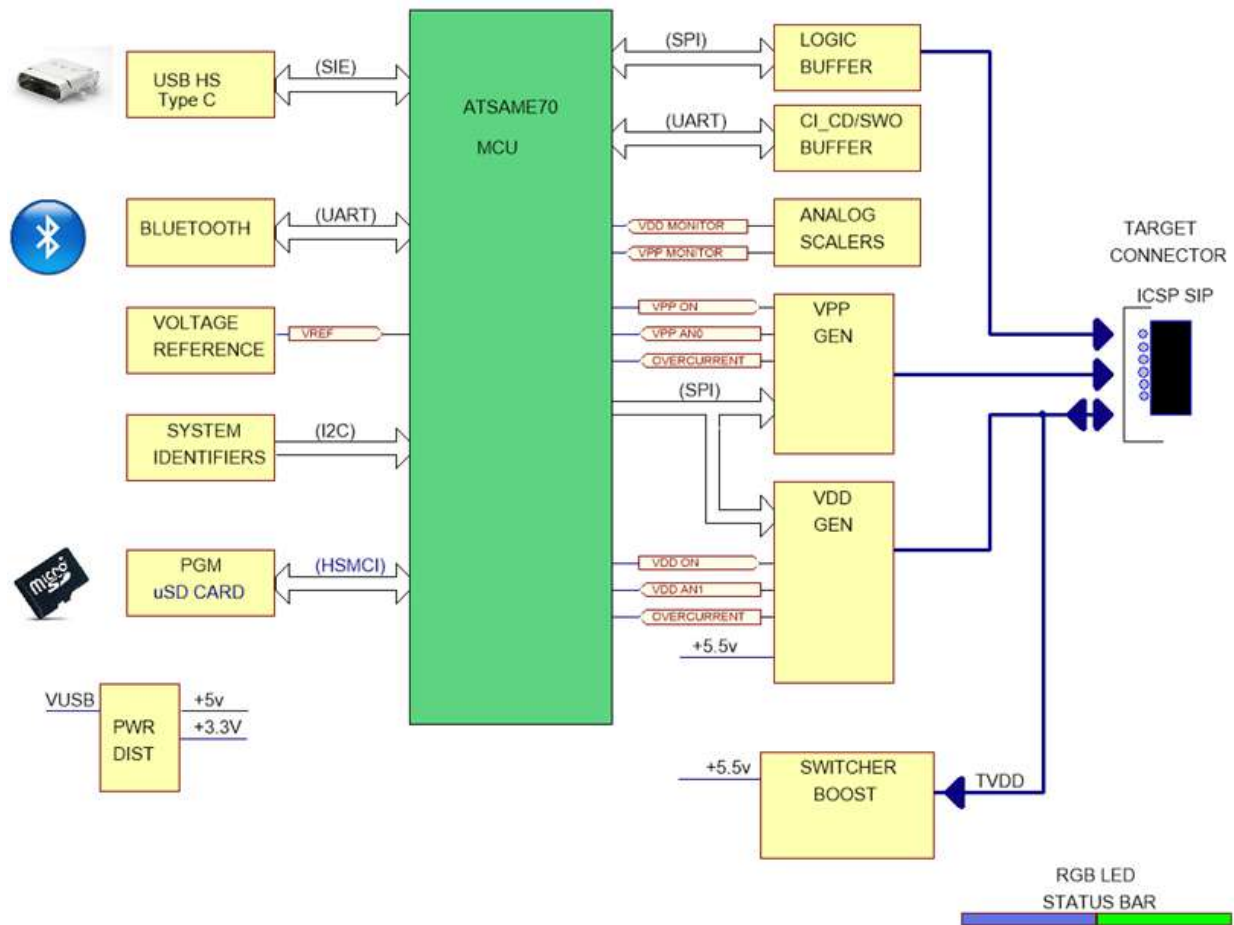 USB HS
Type C
(SIE)
ATSAME70
MCU
(SPI)
LOGIC
BUFFER
(UART)
CI_CD/SWO
BUFFER
BLUETOOTH
(UART)
VDD MONITOR
VPP MONITOR
ANALOG
SCALERS
TARGET
CONNECTOR
ICSP SIP
VOLTAGE
REFERENCE
VREF
VPP ON
VPP AN0
OVERCURRENT
VPP
GEN
(SPI)
SYSTEM
IDENTIFIERS
(I2C)
VDD
GEN
micro
SD
PGM
uSD CARD
(HSMCI)
VDD ON
VDD AN1
OVERCURRENT
+5.5v
VUSB
PWR
DIST
+5v
+3.3V
+5.5v
SWITCHER
BOOST
TVDD
RGB LED
STATUS BAR